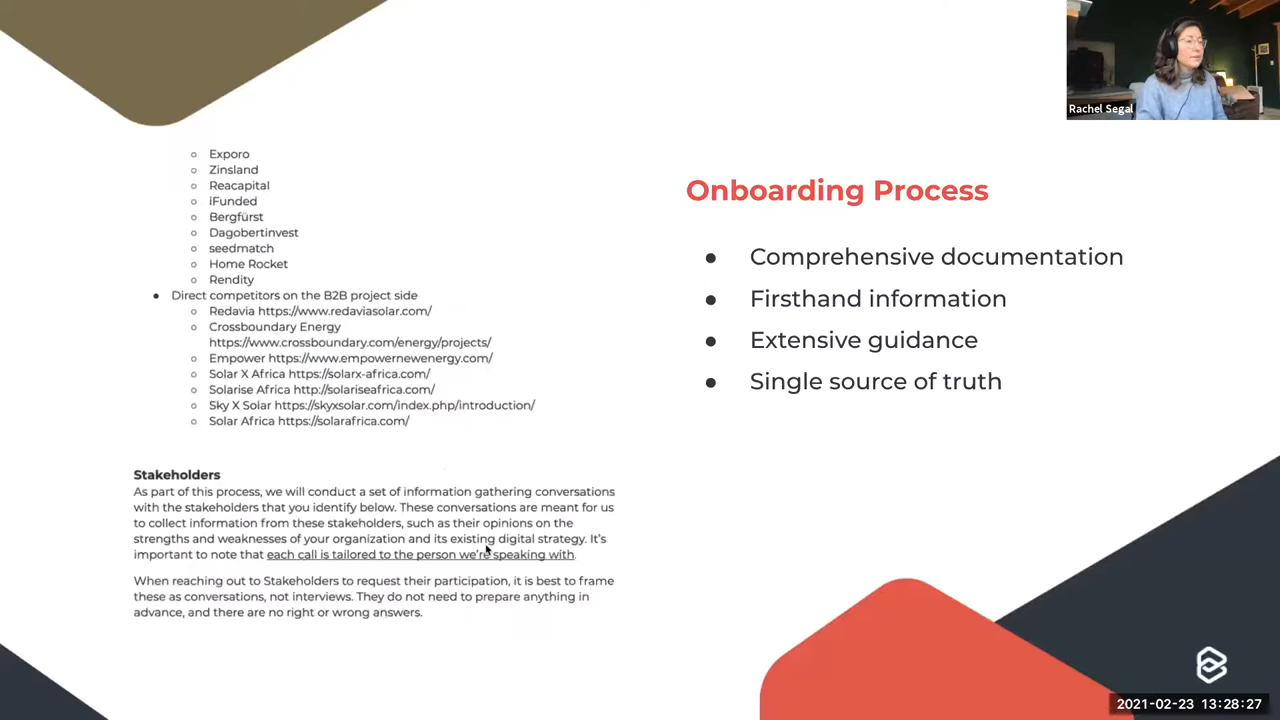 Rachel Segal
Exporo
Zinsland
Reacapital
iFunded
Bergfürst
Dagobertinvest
seedmatch
Home Rocket
Rendity
Direct competitors on the B2B project side
Redavia https://www.redaviasolar.com/
Crossboundary Energy
https://www.crossboundary.com/energy/projects/
Empower https://www.empowernewenergy.com/
Solar X Africa https://solarx-africa.com/
Solarise Africa http://solariseafrica.com/
Sky X Solar https://skyxsolar.com/index.php/introduction/
Solar Africa https://solarafrica.com/
Stakeholders
As part of this process, we will conduct a set of information gathering conversations
with the stakeholders that you identify below. These conversations are meant for us
to collect information from these stakeholders, such as their opinions on the
strengths and weaknesses of your organization and its existing digital strategy. It's
important to note that each call is tailored to the person we're speaking with.
When reaching out to Stakeholders to request their participation, it is best to frame
these as conversations, not interviews. They do not need to prepare anything in
advance, and there are no right or wrong answers.
Onboarding Process
Comprehensive documentation
Firsthand information
Extensive guidance
Single source of truth
2021-02-23 13:28:27